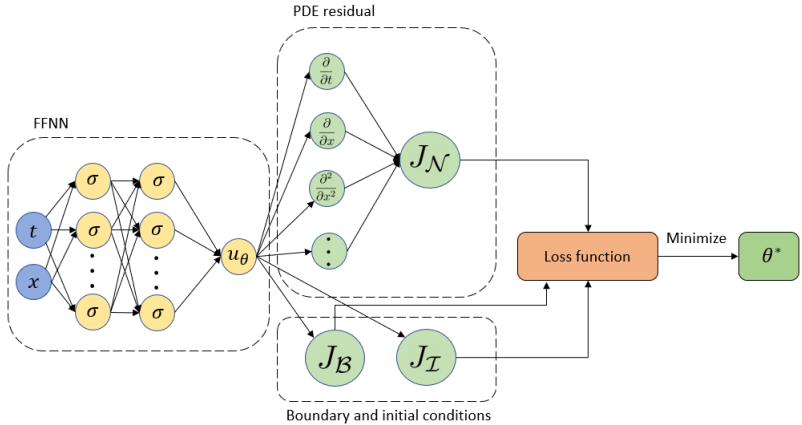 PDE residual
FFNN
∂/∂t
∂/∂x
∂²/∂x²
⋮
J_𝒩
t
x
σ
σ
σ
σ
⋮
⋮
σ
σ
u_θ
Loss function
Minimize
θ*
J_ℬ
J_ℐ
Boundary and initial conditions